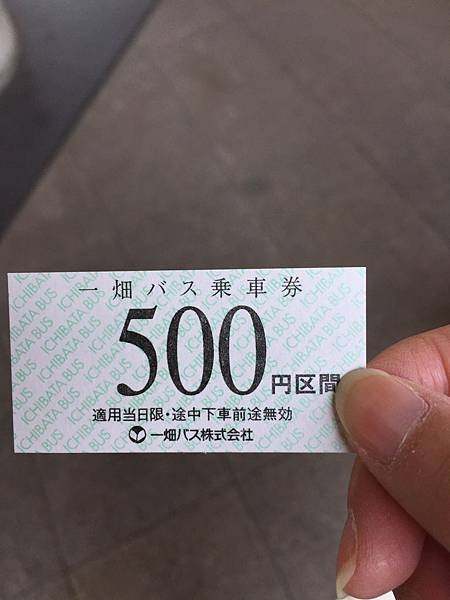 一畑バス乗車券
500円区間
適用当日限・途中下車前途無効
一畑バス株式会社